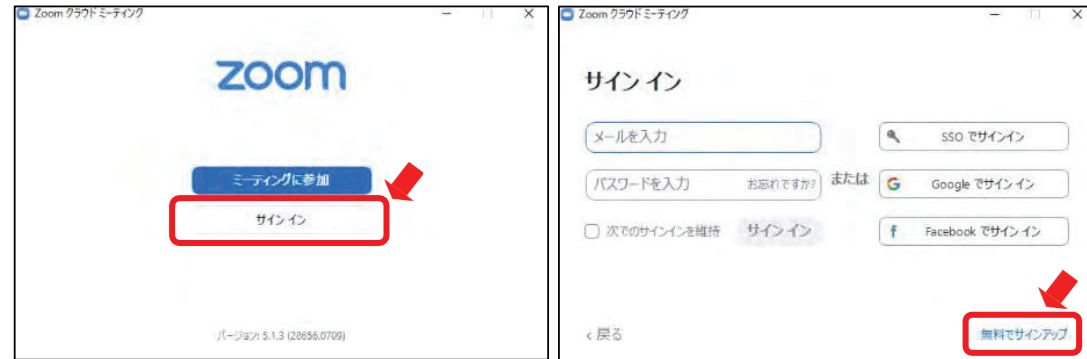 Zoom クラウド ミーティング
zoom
ミーティングに参加
サイン イン
バージョン: 5.1.3 (28656.0709)
Zoom クラウド ミーティング
サイン イン
メールを入力
パスワードを入力 お忘れですか?
次でのサインインを維持 サイン イン
または
SSO でサインイン
Google でサイン イン
Facebook でサイン イン
< 戻る
無料でサインアップ